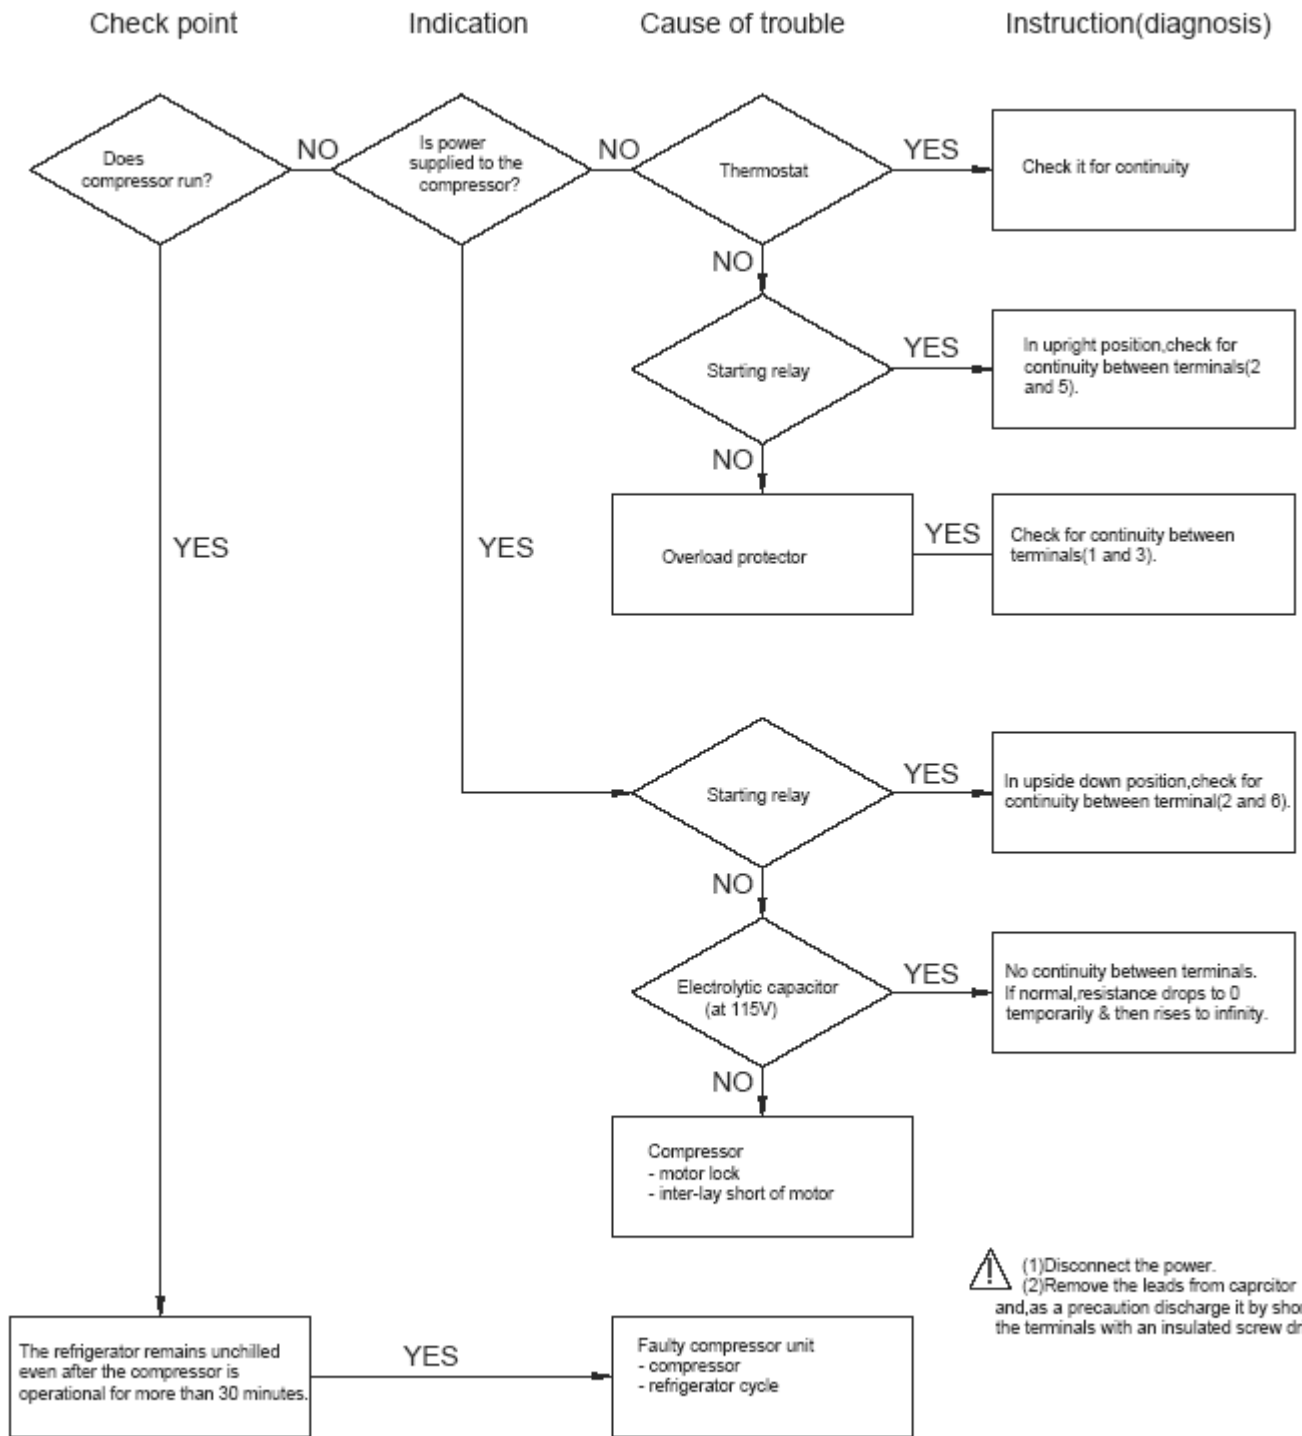 Check point
Indication
Cause of trouble
Instruction(diagnosis)
Does
compressor run?
NO
Is power
supplied to the
compressor?
NO
Thermostat
YES
Check it for continuity
NO
Starting relay
YES
In upright position,check for
continuity between terminals(2
and 5).
NO
Overload protector
YES
Check for continuity between
terminals(1 and 3).
YES
YES
Starting relay
YES
In upside down position,check for
continuity between terminal(2 and 6).
NO
Electrolytic capacitor
(at 115V)
YES
No continuity between terminals.
If normal,resistance drops to 0
temporarily & then rises to infinity.
NO
Compressor
- motor lock
- inter-lay short of motor
(1)Disconnect the power.
(2)Remove the leads from caprcitor
and,as a precaution discharge it by
the terminals with an insulated screw
The refrigerator remains unchilled
even after the compressor is
operational for more than 30 minutes.
YES
Faulty compressor unit
- compressor
- refrigerator cycle